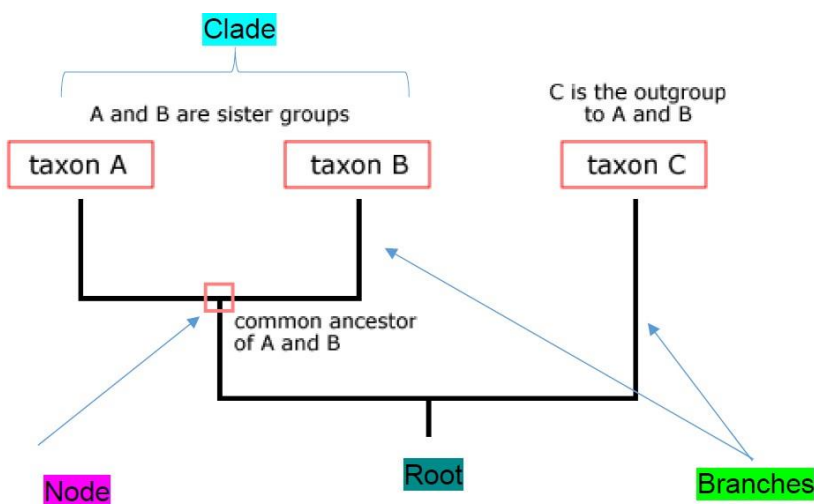 Clade
A and B are sister groups
C is the outgroup
to A and B
taxon A
taxon B
taxon C
common ancestor
of A and B
Node
Root
Branches